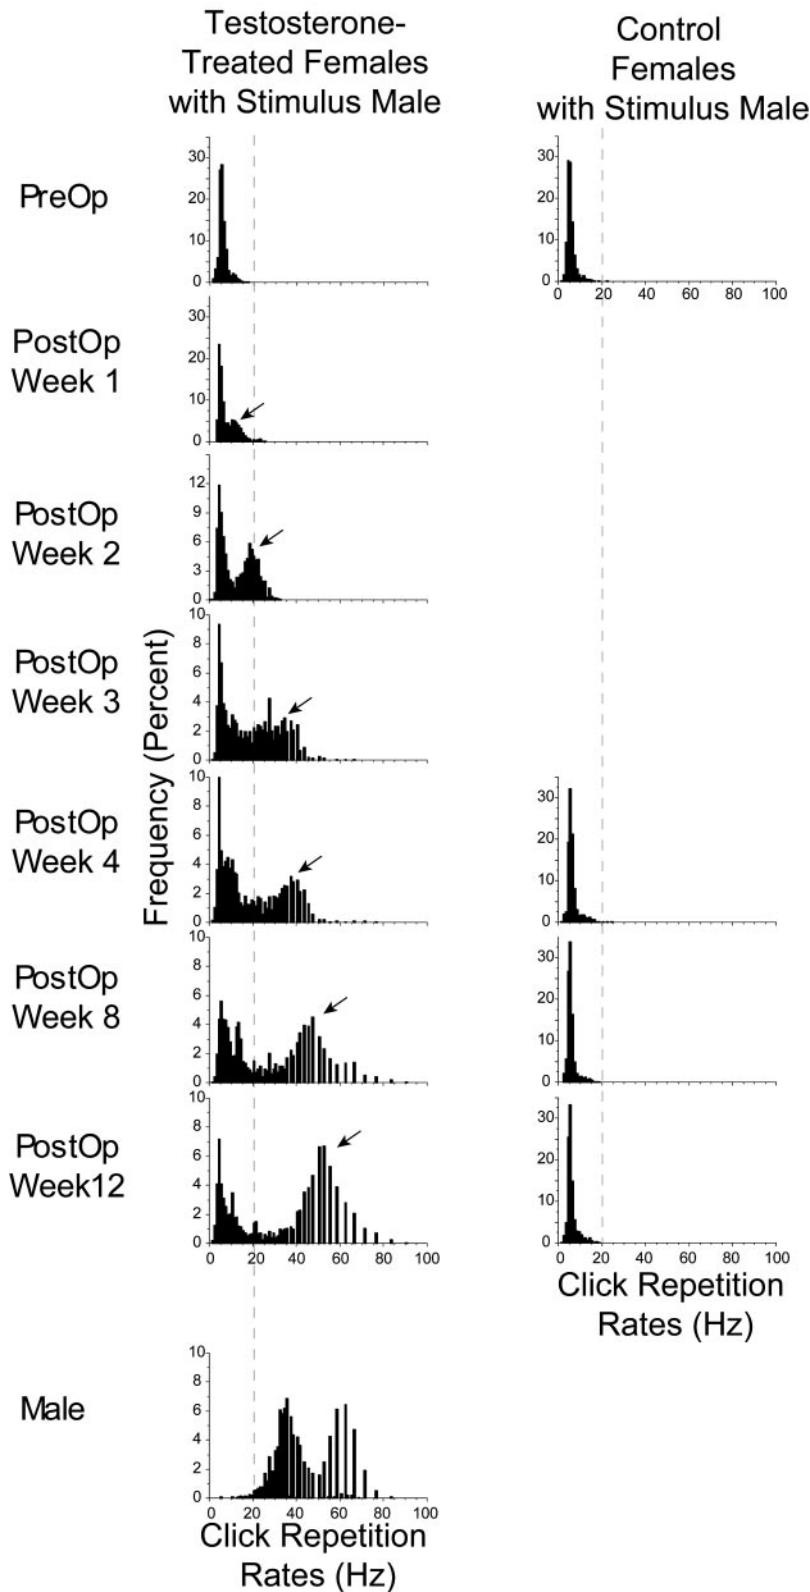 Testosterone-
Treated Females
with Stimulus Male
Control
Females
with Stimulus Male
PreOp
30
20
10
0
30
20
10
0
0 20 40 60 80 100
PostOp
Week 1
30
20
10
0
PostOp
Week 2
12
9
6
3
0
Frequency (Percent)
PostOp
Week 3
10
8
6
4
2
0
PostOp
Week 4
10
8
6
4
2
0
30
20
10
0
PostOp
Week 8
10
8
6
4
2
0
30
20
10
0
PostOp
Week12
10
8
6
4
2
0
0 20 40 60 80 100
30
20
10
0
0 20 40 60 80 100
Click Repetition
Rates (Hz)
Male
10
8
6
4
2
0
0 20 40 60 80 100
Click Repetition
Rates (Hz)